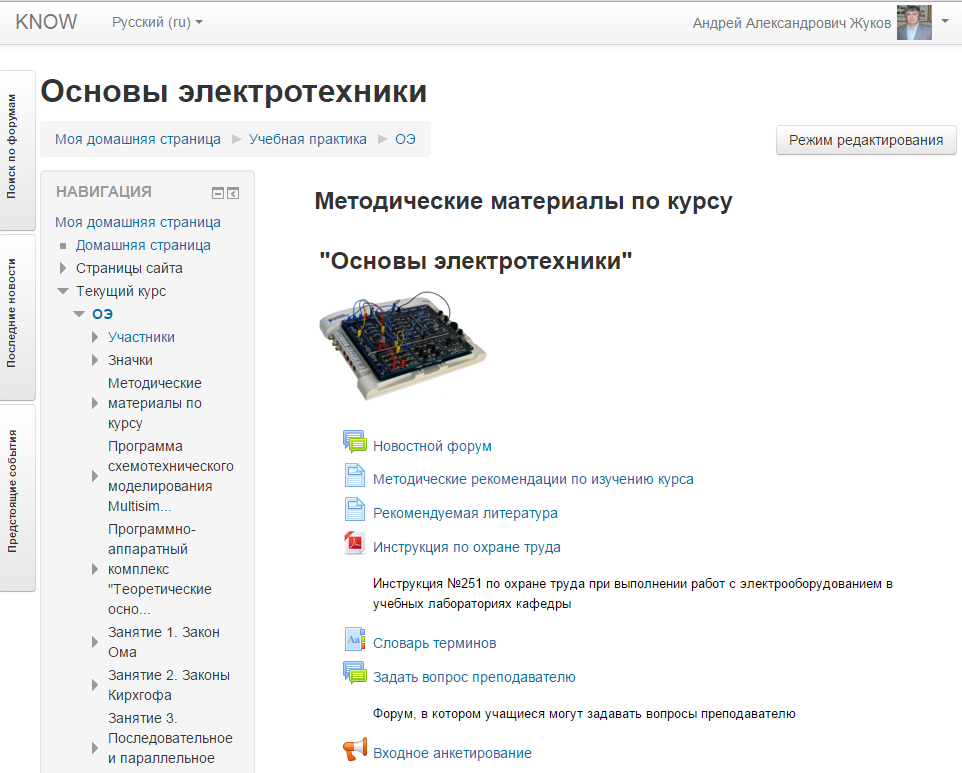 KNOW
Русский (ru)
Андрей Александрович Жуков
Поиск по форумам
Последние новости
Предстоящие события
Основы электротехники
Моя домашняя страница ► Учебная практика ► ОЭ
Режим редактирования
НАВИГАЦИЯ
Моя домашняя страница
Домашняя страница
Страницы сайта
Текущий курс
ОЭ
Участники
Значки
Методические
материалы по
курсу
Программа
схемотехнического
моделирования
Multisim...
Программно-
аппаратный
комплекс
"Теоретические
осно...
Занятие 1. Закон
Ома
Занятие 2. Законы
Кирхгофа
Занятие 3.
Последовательное
и параллельное
Методические материалы по курсу
"Основы электротехники"
Новостной форум
Методические рекомендации по изучению курса
Рекомендуемая литература
Инструкция по охране труда
Инструкция №251 по охране труда при выполнении работ с электрооборудованием в
учебных лабораториях кафедры
Словарь терминов
Задать вопрос преподавателю
Форум, в котором учащиеся могут задавать вопросы преподавателю
Входное анкетирование